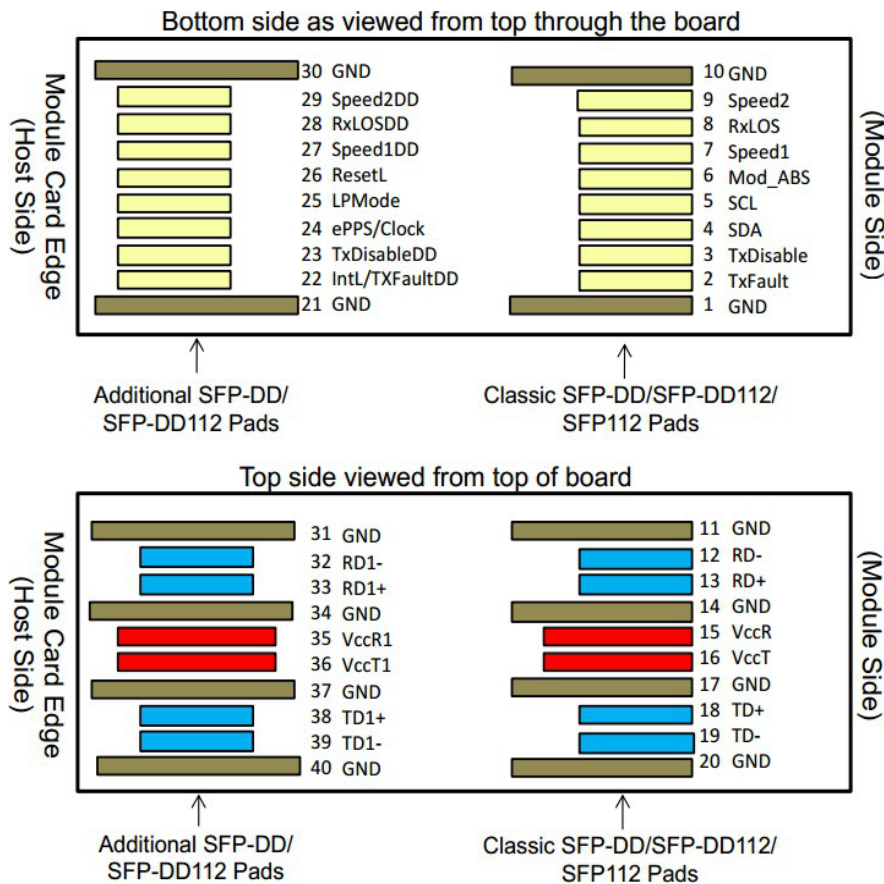 Bottom side as viewed from top through the board
Module Card Edge
(Host Side)
30 GND
29 Speed2DD
28 RxLOSDD
27 Speed1DD
26 ResetL
25 LPMode
24 ePPS/Clock
23 TxDisableDD
22 IntL/TXFaultDD
21 GND
10 GND
9 Speed2
8 RxLOS
7 Speed1
6 Mod_ABS
5 SCL
4 SDA
3 TxDisable
2 TxFault
1 GND
(Module Side)
Additional SFP-DD/
SFP-DD112 Pads
Classic SFP-DD/SFP-DD112/
SFP112 Pads
Top side viewed from top of board
Module Card Edge
(Host Side)
31 GND
32 RD1-
33 RD1+
34 GND
35 VccR1
36 VccT1
37 GND
38 TD1+
39 TD1-
40 GND
11 GND
12 RD-
13 RD+
14 GND
15 VccR
16 VccT
17 GND
18 TD+
19 TD-
20 GND
(Module Side)
Additional SFP-DD/
SFP-DD112 Pads
Classic SFP-DD/SFP-DD112/
SFP112 Pads